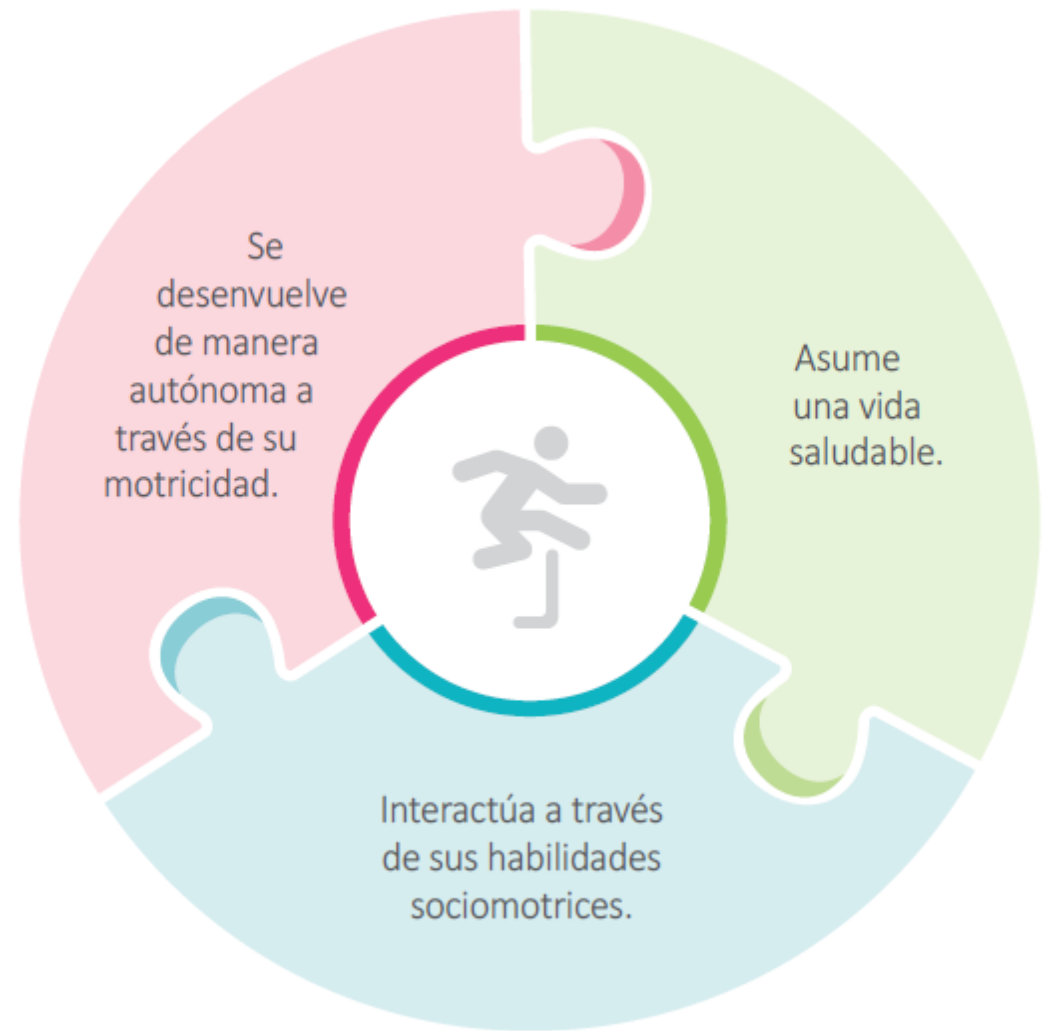 Se
desenvuelve
de manera
autónoma a
través de su
motricidad.
Asume
una vida
saludable.
Interactúa a través
de sus habilidades
sociomotrices.